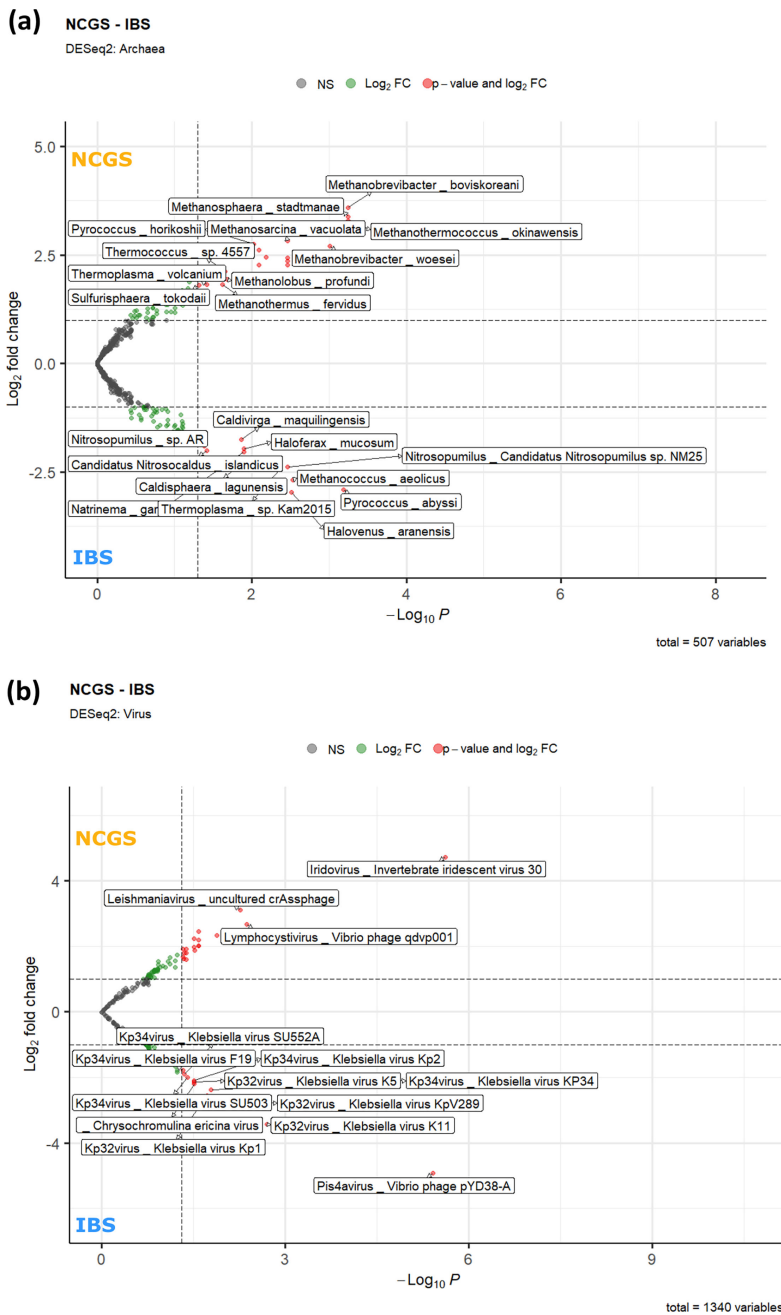 (a)
NCGS - IBS
DESeq2: Archaea
NS Log2 FC p – value and log2 FC
5.0
NCGS
Methanobrevibacter _ boviskoreani
Methanosphaera _ stadtmanae
Pyrococcus _ horikoshii
Methanosarcina _ vacuolata
Methanothermococcus _ okinawensis
Thermococcus _ sp. 4557
2.5
Methanobrevibacter _ woesei
Thermoplasma _ volcanium
Methanolobus _ profundi
Sulfurisphaera _ tokodaii
Methanothermus _ fervidus
Log2 fold change
0.0
Caldivirga _ maquilingensis
Nitrosopumilus _ sp. AR
Haloferax _ mucosum
Nitrosopumilus _ Candidatus Nitrosopumilus sp. NM25
Candidatus Nitrosocaldus _ islandicus
-2.5
Methanococcus _ aeolicus
Caldisphaera _ lagunensis
Pyrococcus _ abyssi
Natrinema _ gar
Thermoplasma _ sp. Kam2015
Halovenus _ aranensis
IBS
0 2 4 6 8
–Log10 P
total = 507 variables
(b)
NCGS - IBS
DESeq2: Virus
NS Log2 FC p – value and log2 FC
NCGS
Iridovirus _ Invertebrate iridescent virus 30
4
Leishmaniavirus _ uncultured crAssphage
Lymphocystivirus _ Vibrio phage qdvp001
Log2 fold change
0
Kp34virus _ Klebsiella virus SU552A
Kp34virus _ Klebsiella virus F19
Kp34virus _ Klebsiella virus Kp2
Kp32virus _ Klebsiella virus K5
Kp34virus _ Klebsiella virus KP34
Kp34virus _ Klebsiella virus SU503
Kp32virus _ Klebsiella virus KpV289
_ Chrysochromulina ericina virus
Kp32virus _ Klebsiella virus K11
-4
Kp32virus _ Klebsiella virus Kp1
Pis4avirus _ Vibrio phage pYD38-A
IBS
0 3 6 9
–Log10 P
total = 1340 variables